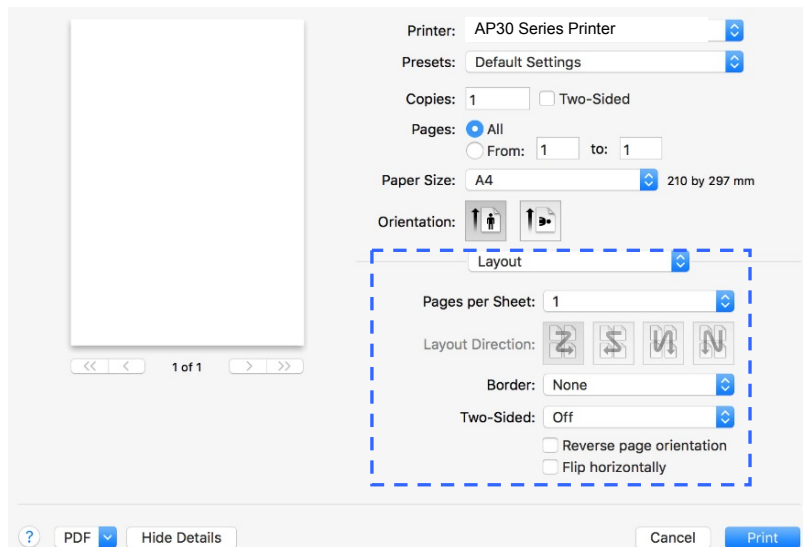 Printer: AP30 Series Printer
Presets: Default Settings
Copies: 1 Two-Sided
Pages: All
From: 1 to: 1
Paper Size: A4 210 by 297 mm
Orientation:
Layout
Pages per Sheet: 1
Layout Direction:
Border: None
Two-Sided: Off
Reverse page orientation
Flip horizontally
<< < 1 of 1 > >>
? PDF Hide Details Cancel Print